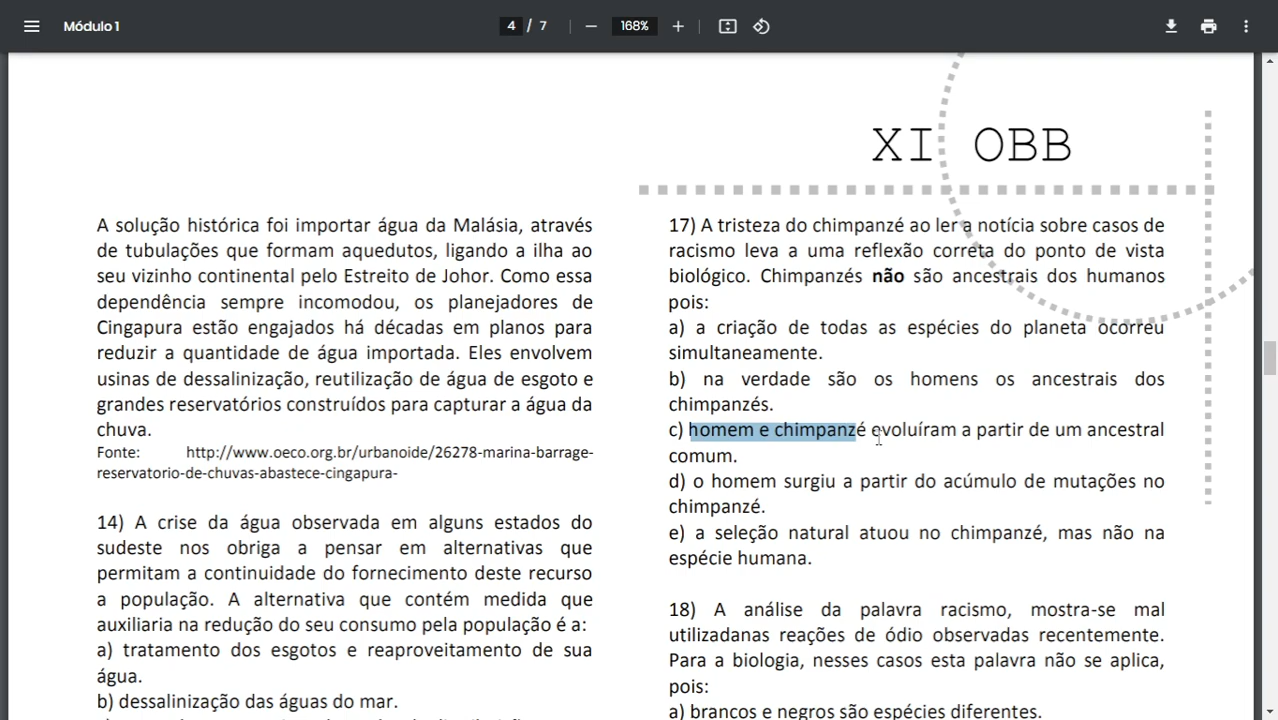 Módulo 1
4 / 7
168%
XI OBB
A solução histórica foi importar água da Malásia, através
de tubulações que formam aquedutos, ligando a ilha ao
seu vizinho continental pelo Estreito de Johor. Como essa
dependência sempre incomodou, os planejadores de
Cingapura estão engajados há décadas em planos para
reduzir a quantidade de água importada. Eles envolvem
usinas de dessalinização, reutilização de água de esgoto e
grandes reservatórios construídos para capturar a água da
chuva.
Fonte: http://www.oeco.org.br/urbanoide/26278-marina-barrage-
reservatorio-de-chuvas-abastece-cingapura-
14) A crise da água observada em alguns estados do
sudeste nos obriga a pensar em alternativas que
permitam a continuidade do fornecimento deste recurso
a população. A alternativa que contém medida que
auxiliaria na redução do seu consumo pela população é a:
a) tratamento dos esgotos e reaproveitamento de sua
água.
b) dessalinização das águas do mar.
17) A tristeza do chimpanzé ao ler a notícia sobre casos de
racismo leva a uma reflexão correta do ponto de vista
biológico. Chimpanzés não são ancestrais dos humanos
pois:
a) a criação de todas as espécies do planeta ocorreu
simultaneamente.
b) na verdade são os homens os ancestrais dos
chimpanzés.
c) homem e chimpanzé evoluíram a partir de um ancestral
comum.
d) o homem surgiu a partir do acúmulo de mutações no
chimpanzé.
e) a seleção natural atuou no chimpanzé, mas não na
espécie humana.
18) A análise da palavra racismo, mostra-se mal
utilizadanas reações de ódio observadas recentemente.
Para a biologia, nesses casos esta palavra não se aplica,
pois:
a) brancos e negros são espécies diferentes.